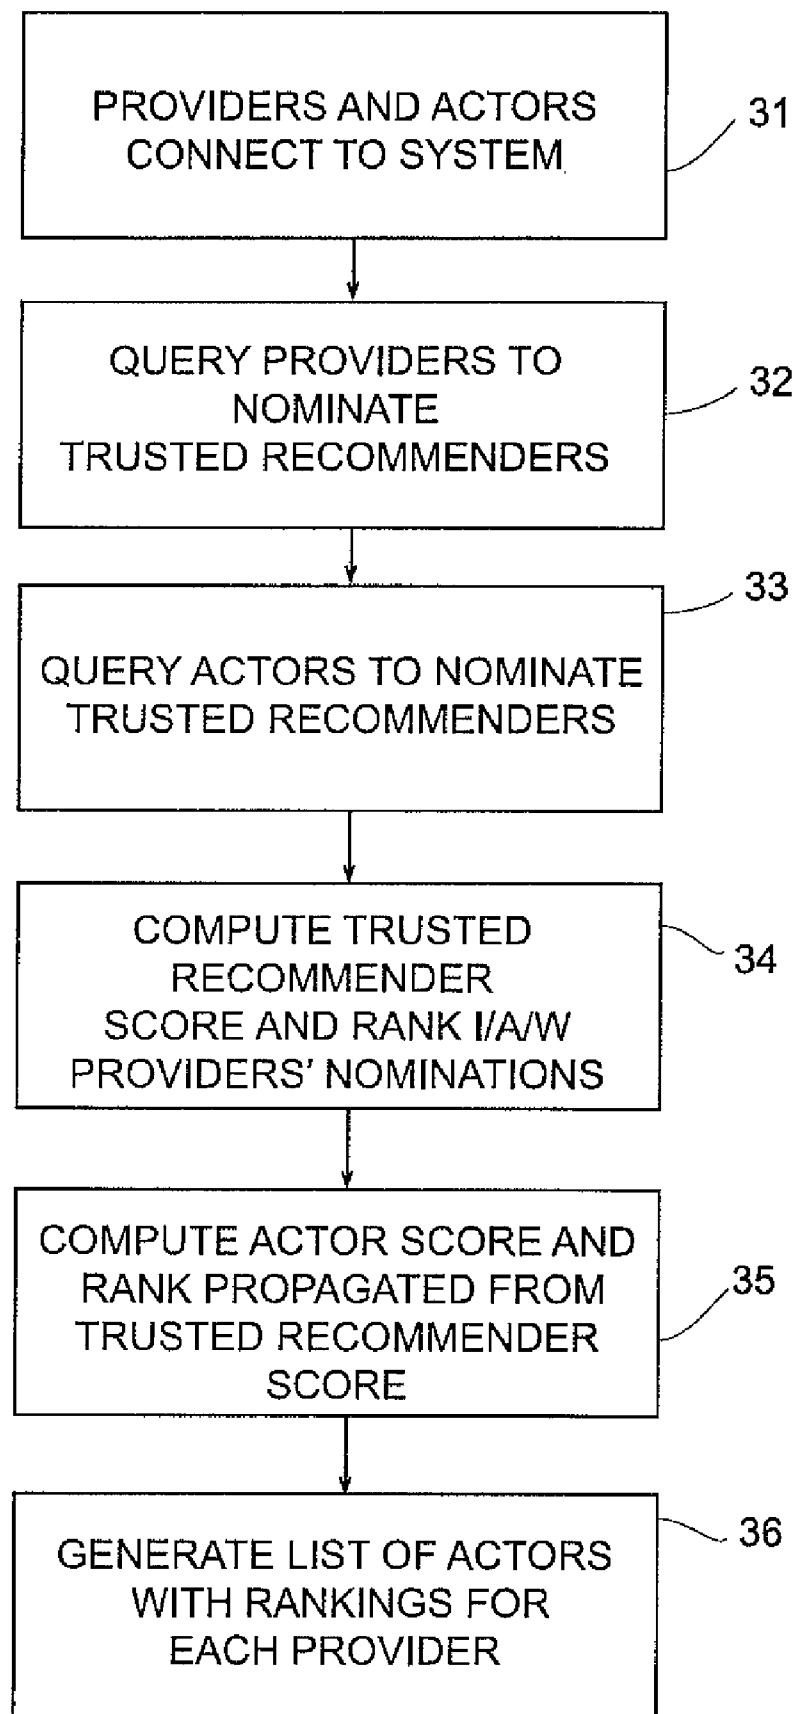 PROVIDERS AND ACTORS
CONNECT TO SYSTEM
31
QUERY PROVIDERS TO
NOMINATE
TRUSTED RECOMMENDERS
32
QUERY ACTORS TO NOMINATE
TRUSTED RECOMMENDERS
33
COMPUTE TRUSTED
RECOMMENDER
SCORE AND RANK I/A/W
PROVIDERS' NOMINATIONS
34
COMPUTE ACTOR SCORE AND
RANK PROPAGATED FROM
TRUSTED RECOMMENDER
SCORE
35
GENERATE LIST OF ACTORS
WITH RANKINGS FOR
EACH PROVIDER
36